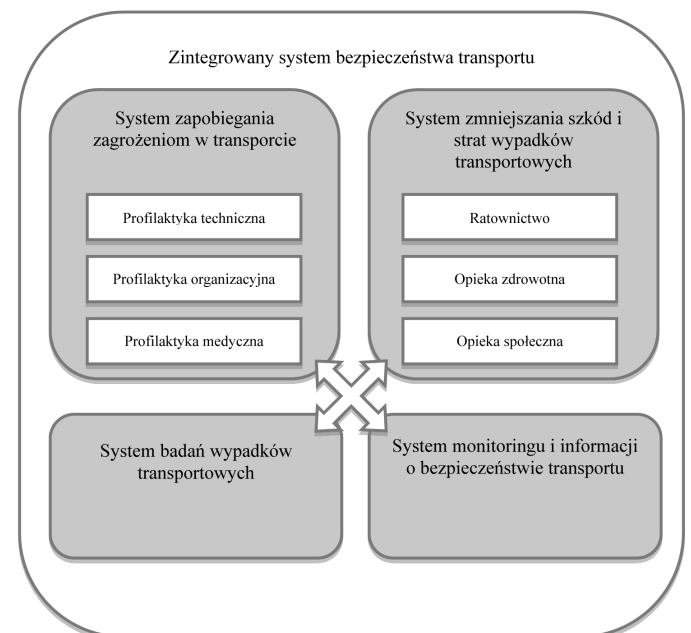 Zintegrowany system bezpieczeństwa transportu
System zapobiegania
zagrożeniom w transporcie
Profilaktyka techniczna
Profilaktyka organizacyjna
Profilaktyka medyczna
System zmniejszania szkód i
strat wypadków
transportowych
Ratownictwo
Opieka zdrowotna
Opieka społeczna
System badań wypadków
transportowych
System monitoringu i informacji
o bezpieczeństwie transportu